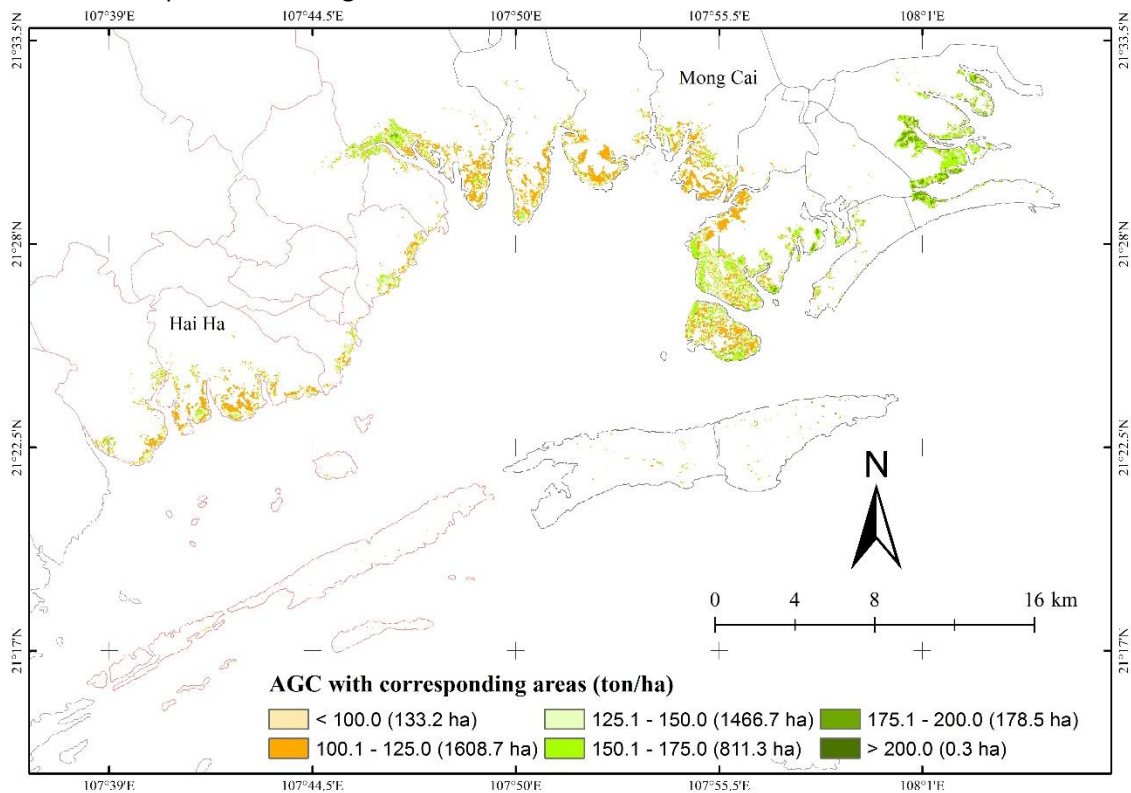 107°39'E 107°44.5'E 107°50'E 107°55.5'E 108°1'E
21°33.5'N 21°33.5'N
Mong Cai
21°28'N 21°28'N
Hai Ha
21°22.5'N 21°22.5'N
N
0 4 8 16 km
21°17'N 21°17'N
AGC with corresponding areas (ton/ha)
< 100.0 (133.2 ha) 125.1 - 150.0 (1466.7 ha) 175.1 - 200.0 (178.5 ha)
100.1 - 125.0 (1608.7 ha) 150.1 - 175.0 (811.3 ha) > 200.0 (0.3 ha)
107°39'E 107°44.5'E 107°50'E 107°55.5'E 108°1'E